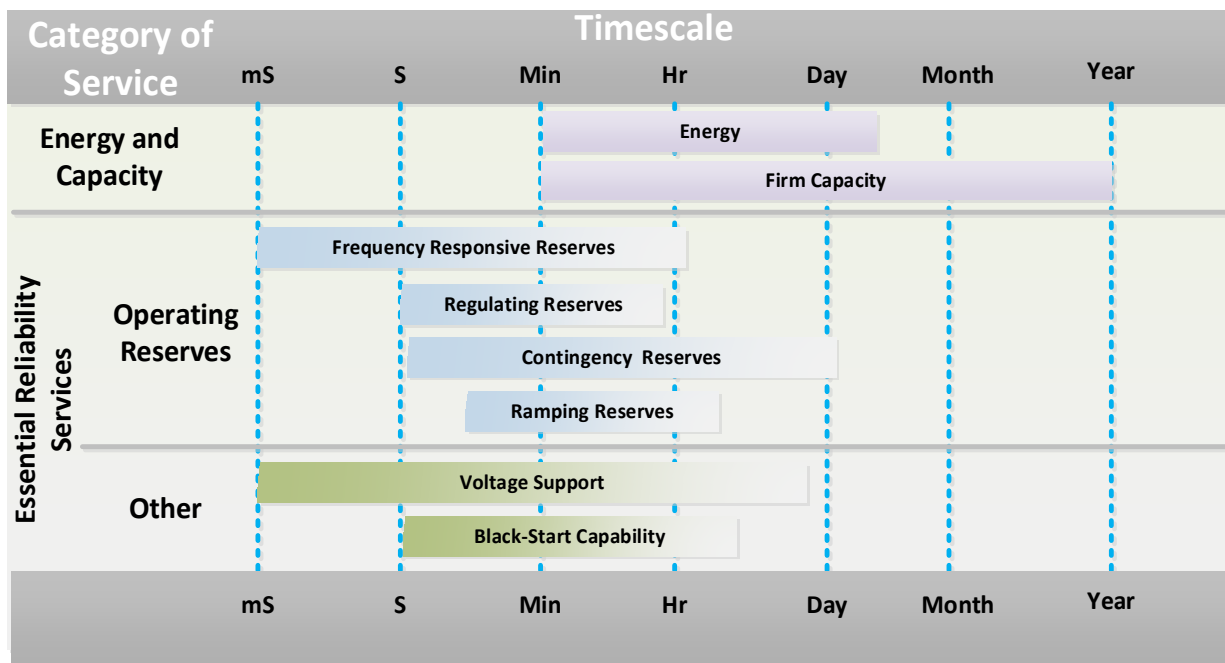 Category of
Service
Timescale
mS S Min Hr Day Month Year
Energy and
Capacity
Energy
Firm Capacity
Essential Reliability
Services
Operating
Reserves
Frequency Responsive Reserves
Regulating Reserves
Contingency Reserves
Ramping Reserves
Other
Voltage Support
Black-Start Capability
mS S Min Hr Day Month Year